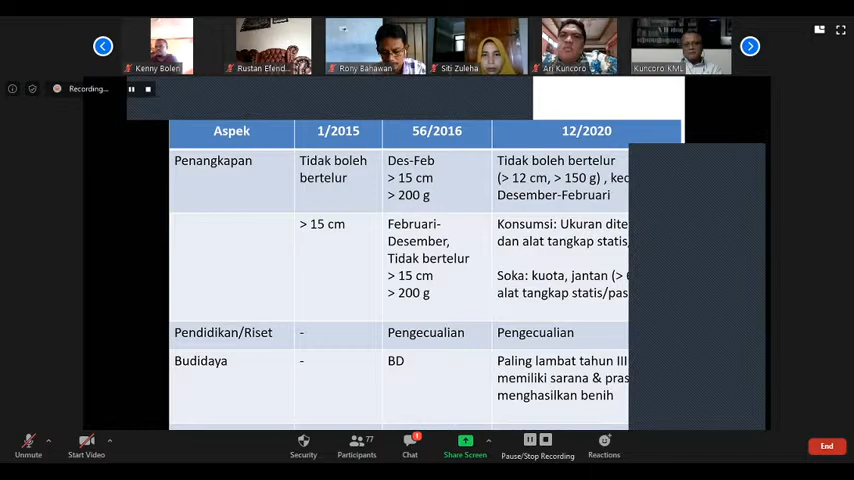 Kenny Bolen
Rustan Efend...
Rony Bahawan
Siti Zuleha
Ari Kuncoro
Kuncoro KML
Recording...
Aspek 1/2015 56/2016 12/2020
Penangkapan
Tidak boleh
bertelur
Des-Feb
> 15 cm
> 200 g
Tidak boleh bertelur
(> 12 cm, > 150 g) , kec
Desember-Februari
> 15 cm
Februari-
Desember,
Tidak bertelur
> 15 cm
> 200 g
Konsumsi: Ukuran dite
dan alat tangkap statis,
Soka: kuota, jantan (>
alat tangkap statis/pas
Pendidikan/Riset - Pengecualian Pengecualian
Budidaya - BD
Paling lambat tahun III
memiliki sarana & pras
menghasilkan benih
Unmute
Start Video
Security
Participants 77
Chat 1
Share Screen
Pause/Stop Recording
Reactions
End